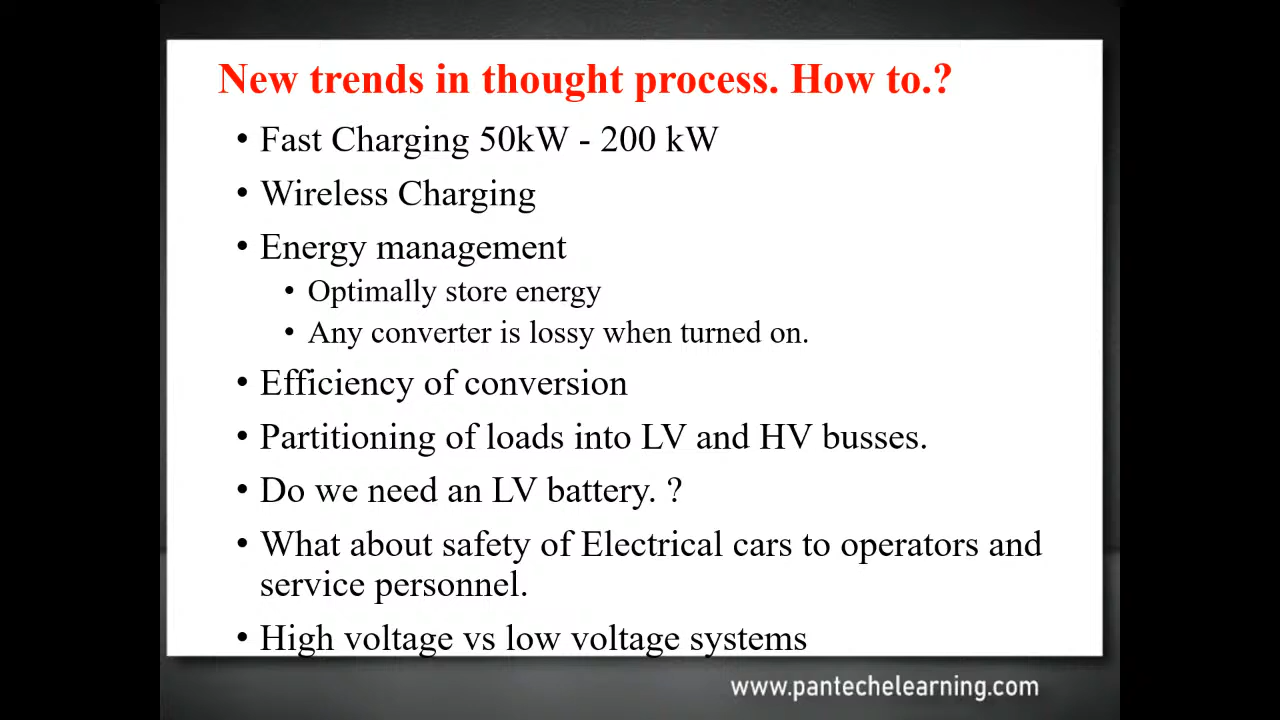 New trends in thought process. How to.?
• Fast Charging 50kW - 200 kW
• Wireless Charging
• Energy management
• Optimally store energy
• Any converter is lossy when turned on.
• Efficiency of conversion
• Partitioning of loads into LV and HV busses.
• Do we need an LV battery. ?
• What about safety of Electrical cars to operators and
service personnel.
• High voltage vs low voltage systems
www.pantechelearning.com